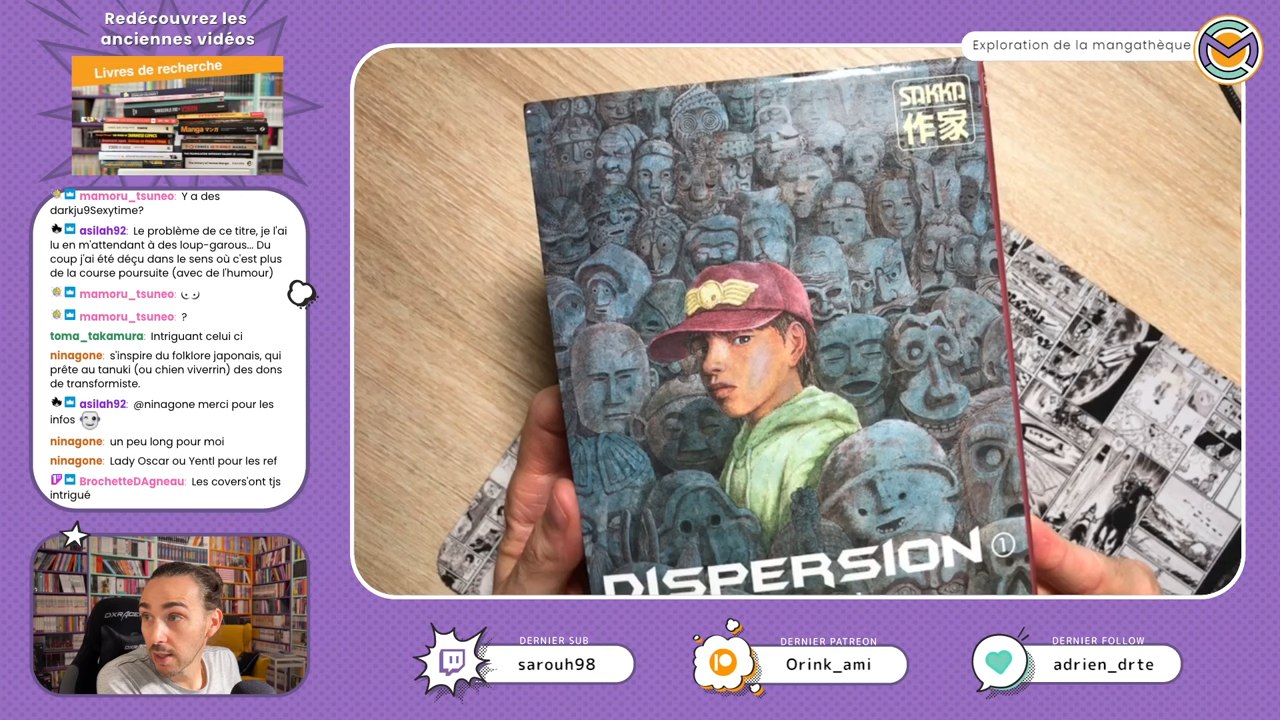 Redécouvrez les
anciennes vidéos
Livres de recherche
Manga
mamoru_tsuneo: Y a des
darkju9Sexytime?
asilah92: Le problème de ce titre, je l'ai
lu en m'attendant à des loup-garous... Du
coup j'ai été déçu dans le sens où c'est plus
de la course poursuite (avec de l'humour)
mamoru_tsuneo:
mamoru_tsuneo: ?
toma_takamura: Intriguant celui ci
ninagone: s'inspire du folklore japonais, qui
prête au tanuki (ou chien viverrin) des dons
de transformiste.
asilah92: @ninagone merci pour les
infos
ninagone: un peu long pour moi
ninagone: Lady Oscar ou Yentl pour les ref
BrochetteDAgneau: Les covers'ont tjs
intrigué
Exploration de la mangathèque
SAKKA
作家
DISPERSION ①
DERNIER SUB
sarouh98
DERNIER PATREON
Orink_ami
DERNIER FOLLOW
adrien_drte